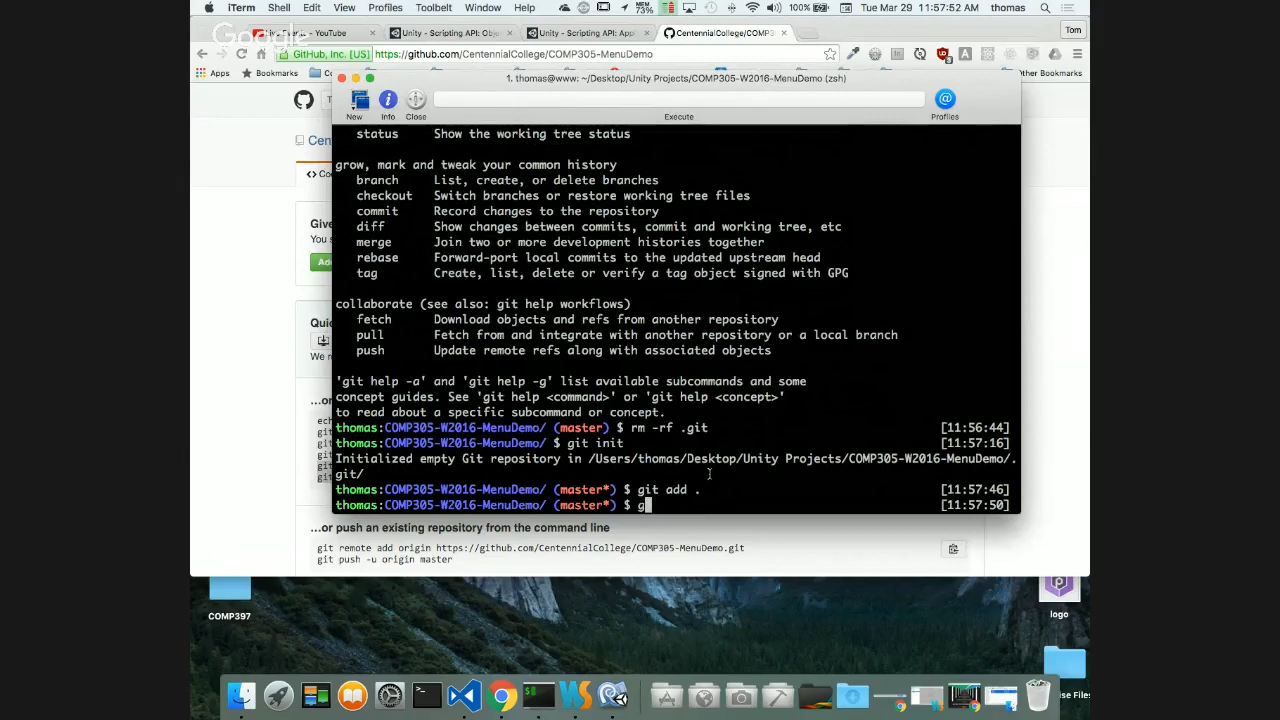 iTerm Shell Edit View Profiles Toolbelt Window Help MEM 73% 100% Tue Mar 29 11:57:52 AM thomas
Google
YouTube Unity - Scripting API: Unity - Scripting API: App CentennialCollege/COMP3 Tom
GitHub, Inc. [US] https://github.com/CentennialCollege/COMP305-MenuDemo
Apps Bookmarks Other Bookmarks
1. thomas@www: ~/Desktop/Unity Projects/COMP305-W2016-MenuDemo (zsh)
New Info Close Execute Profiles
status Show the working tree status
grow, mark and tweak your common history
branch List, create, or delete branches
checkout Switch branches or restore working tree files
commit Record changes to the repository
diff Show changes between commits, commit and working tree, etc
merge Join two or more development histories together
rebase Forward-port local commits to the updated upstream head
tag Create, list, delete or verify a tag object signed with GPG
collaborate (see also: git help workflows)
fetch Download objects and refs from another repository
pull Fetch from and integrate with another repository or a local branch
push Update remote refs along with associated objects
'git help -a' and 'git help -g' list available subcommands and some
concept guides. See 'git help <command>' or 'git help <concept>'
to read about a specific subcommand or concept.
thomas:COMP305-W2016-MenuDemo/ (master) $ rm -rf .git [11:56:44]
thomas:COMP305-W2016-MenuDemo/ $ git init [11:57:16]
Initialized empty Git repository in /Users/thomas/Desktop/Unity Projects/COMP305-W2016-MenuDemo/.
git/
thomas:COMP305-W2016-MenuDemo/ (master*) $ git add . [11:57:46]
thomas:COMP305-W2016-MenuDemo/ (master*) $ g [11:57:50]
…or push an existing repository from the command line
git remote add origin https://github.com/CentennialCollege/COMP305-MenuDemo.git
git push -u origin master
COMP397
logo